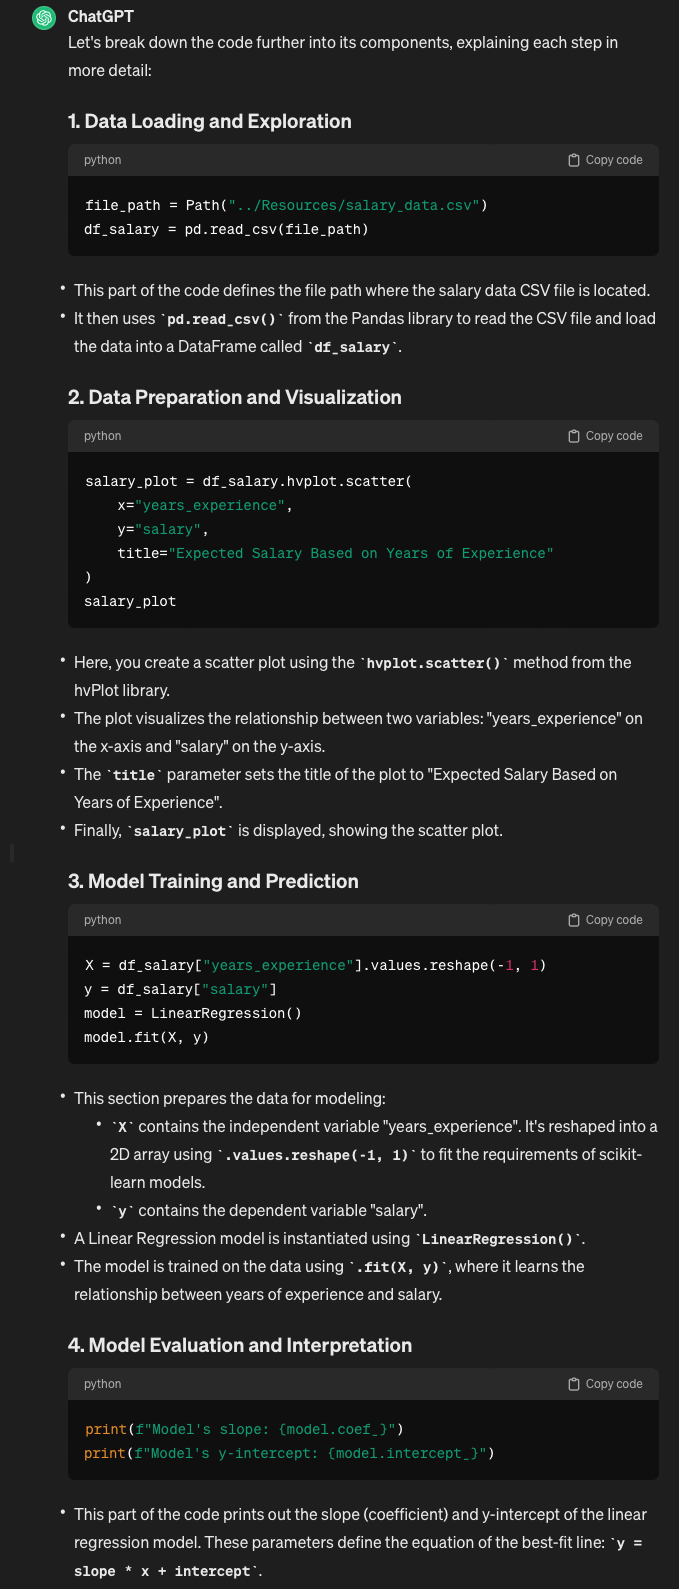 ChatGPT
Let's break down the code further into its components, explaining each step in
more detail:
1. Data Loading and Exploration
python
Copy code
file_path = Path("../Resources/salary_data.csv")
df_salary = pd.read_csv(file_path)
• This part of the code defines the file path where the salary data CSV file is located.
• It then uses `pd.read_csv()` from the Pandas library to read the CSV file and load
the data into a DataFrame called `df_salary`.
2. Data Preparation and Visualization
python
Copy code
salary_plot = df_salary.hvplot.scatter(
    x="years_experience",
    y="salary",
    title="Expected Salary Based on Years of Experience"
)
salary_plot
• Here, you create a scatter plot using the `hvplot.scatter()` method from the
hvPlot library.
• The plot visualizes the relationship between two variables: "years_experience" on
the x-axis and "salary" on the y-axis.
• The `title` parameter sets the title of the plot to "Expected Salary Based on
Years of Experience".
• Finally, `salary_plot` is displayed, showing the scatter plot.
3. Model Training and Prediction
python
Copy code
X = df_salary["years_experience"].values.reshape(-1, 1)
y = df_salary["salary"]
model = LinearRegression()
model.fit(X, y)
• This section prepares the data for modeling:
• `X` contains the independent variable "years_experience". It's reshaped into a
2D array using `.values.reshape(-1, 1)` to fit the requirements of scikit-
learn models.
• `y` contains the dependent variable "salary".
• A Linear Regression model is instantiated using `LinearRegression()`.
• The model is trained on the data using `.fit(X, y)`, where it learns the
relationship between years of experience and salary.
4. Model Evaluation and Interpretation
python
Copy code
print(f"Model's slope: {model.coef_}")
print(f"Model's y-intercept: {model.intercept_}")
• This part of the code prints out the slope (coefficient) and y-intercept of the linear
regression model. These parameters define the equation of the best-fit line: `y =
slope * x + intercept`.